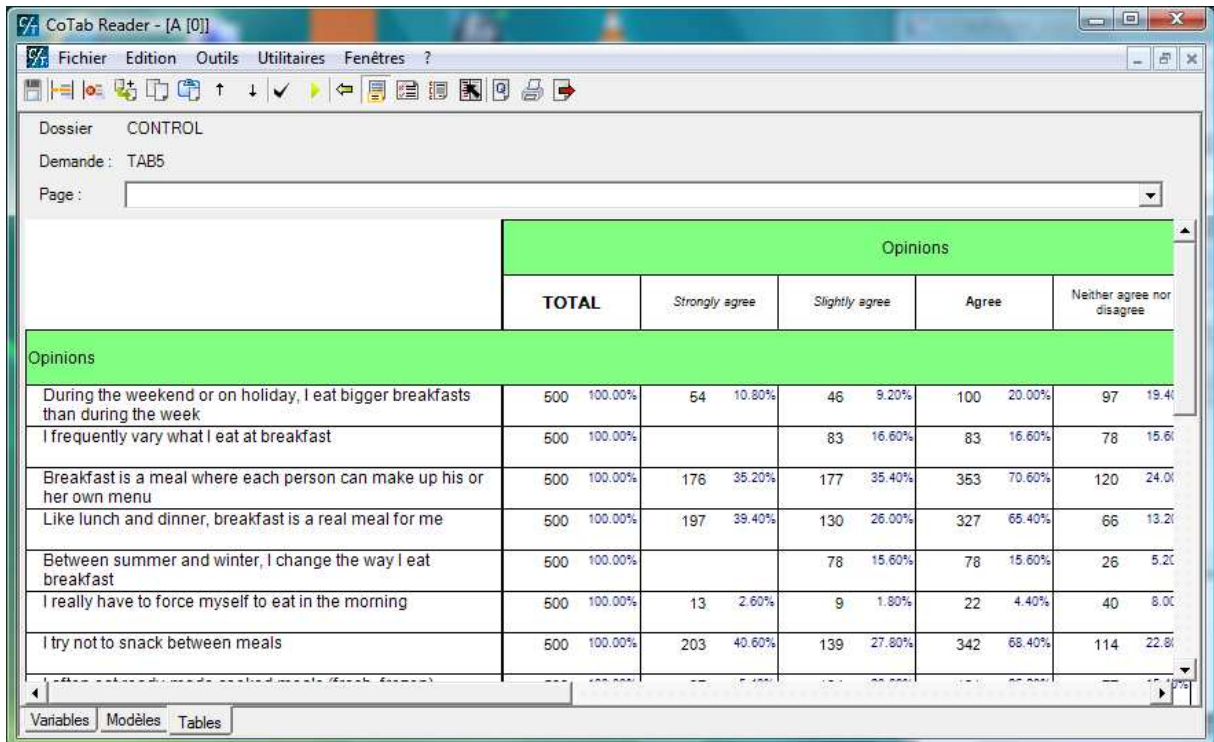 CoTab Reader - [A [0]]
Fichier Edition Outils Utilitaires Fenêtres ?
Dossier CONTROL
Demande : TAB5
Page :
Opinions
TOTAL Strongly agree Slightly agree Agree Neither agree nor
disagree
Opinions
During the weekend or on holiday, I eat bigger breakfasts
than during the week
500 100.00% 54 10.80% 46 9.20% 100 20.00% 97
I frequently vary what I eat at breakfast
500 100.00% 83 16.60% 83 16.60% 78
Breakfast is a meal where each person can make up his or
her own menu
500 100.00% 176 35.20% 177 35.40% 353 70.60% 120
Like lunch and dinner, breakfast is a real meal for me
500 100.00% 197 39.40% 130 26.00% 327 65.40% 66
Between summer and winter, I change the way I eat
breakfast
500 100.00% 78 15.60% 78 15.60% 26
I really have to force myself to eat in the morning
500 100.00% 13 2.60% 9 1.80% 22 4.40% 40
I try not to snack between meals
500 100.00% 203 40.60% 139 27.80% 342 68.40% 114
Variables Modèles Tables